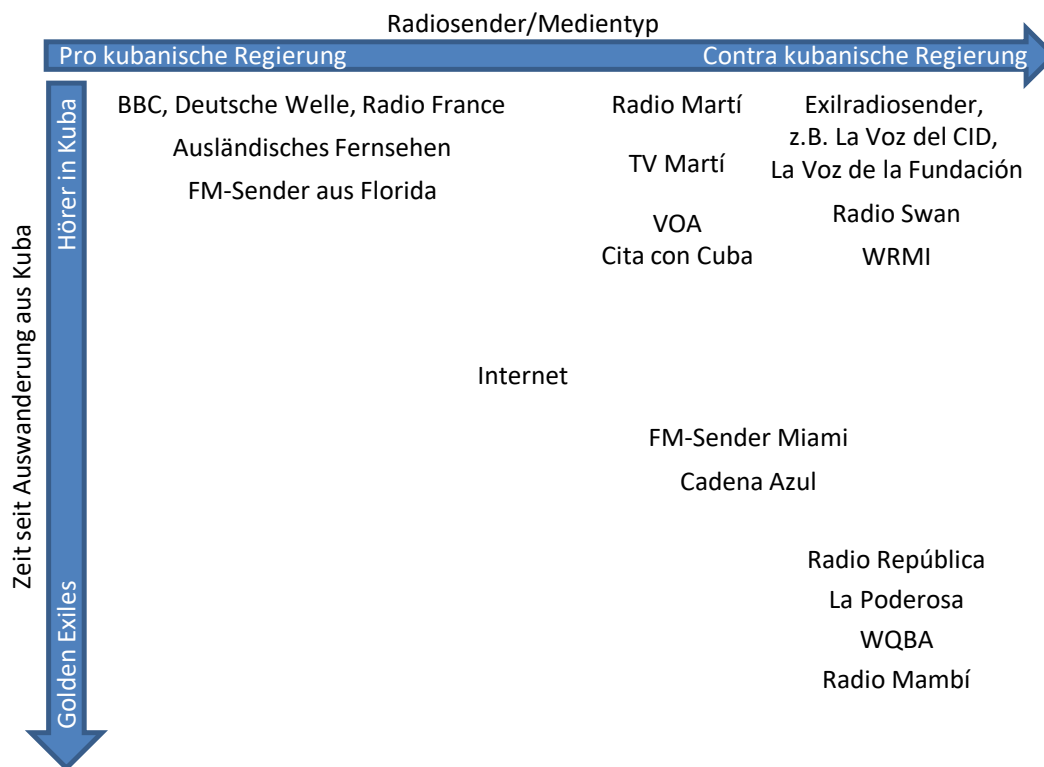 Radiosender/Medientyp
Pro kubanische Regierung
Contra kubanische Regierung
Zeit seit Auswanderung aus Kuba
Hörer in Kuba
Golden Exiles
BBC, Deutsche Welle, Radio France
Ausländisches Fernsehen
FM-Sender aus Florida
Radio Martí
TV Martí
VOA
Cita con Cuba
Exilradiosender,
z.B. La Voz del CID,
La Voz de la Fundación
Radio Swan
WRMI
Internet
FM-Sender Miami
Cadena Azul
Radio República
La Poderosa
WQBA
Radio Mambí